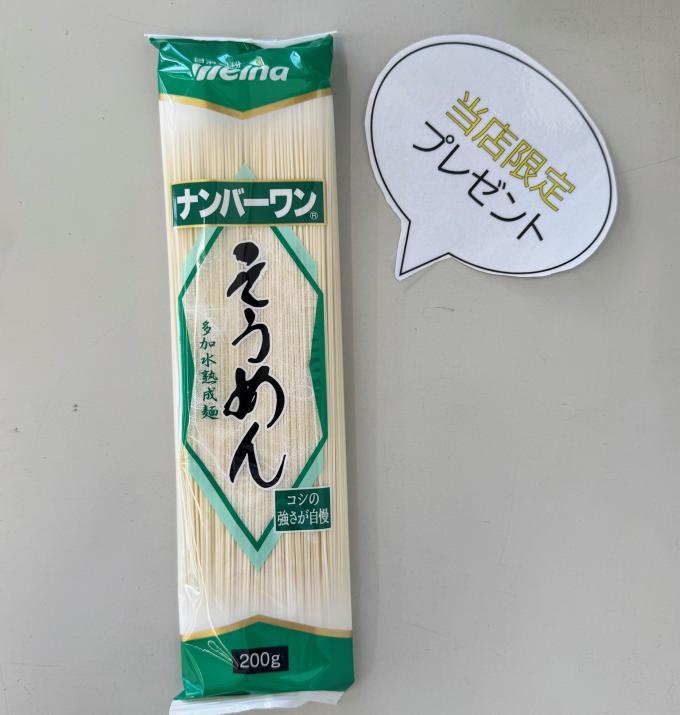 Welna
ナンバーワン®
そうめん
多加水熟成麺
コシの
強さが自慢
200g
当店限定
プレゼント